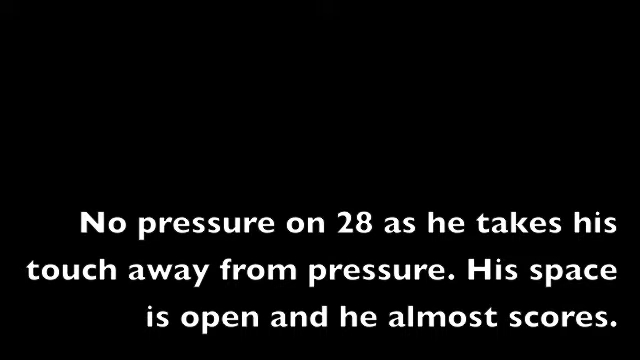 No pressure on 28 as he takes his
touch away from pressure. His space
is open and he almost scores.